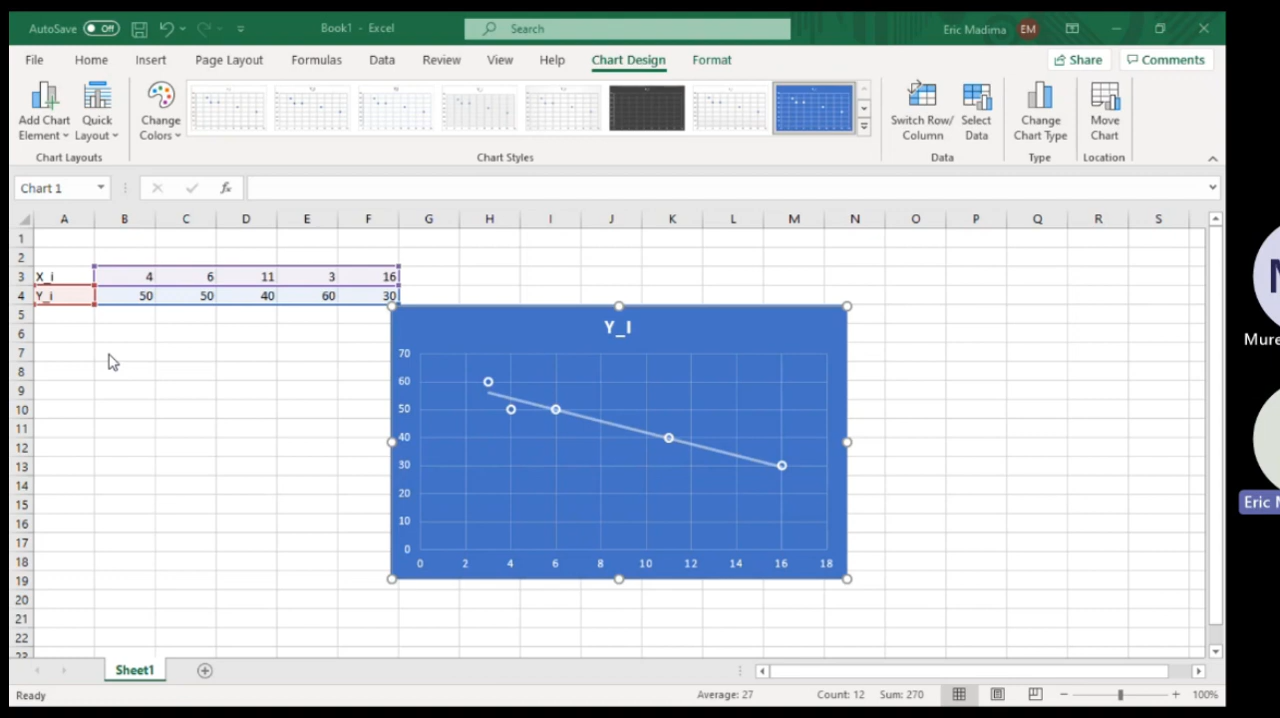 AutoSave Off Book1 - Excel Search Eric Madima EM
File Home Insert Page Layout Formulas Data Review View Help Chart Design Format Share Comments
Add Chart Element Quick Layout Change Colors Switch Row/ Column Select Data Change Chart Type Move Chart
Chart Layouts Chart Styles Data Type Location
Chart 1 fx
A B C D E F G H I J K L M N O P Q R S
1
2
3 X_i 4 6 11 3 16
4 Y_i 50 50 40 60 30
5
6
7
8
9
10
11
12
13
14
15
16
17
18
19
20
21
22
23
Y_I
70
60
50
40
30
20
10
0
0 2 4 6 8 10 12 14 16 18
Mure
Eric M
Sheet1
Ready Average: 27 Count: 12 Sum: 270 100%